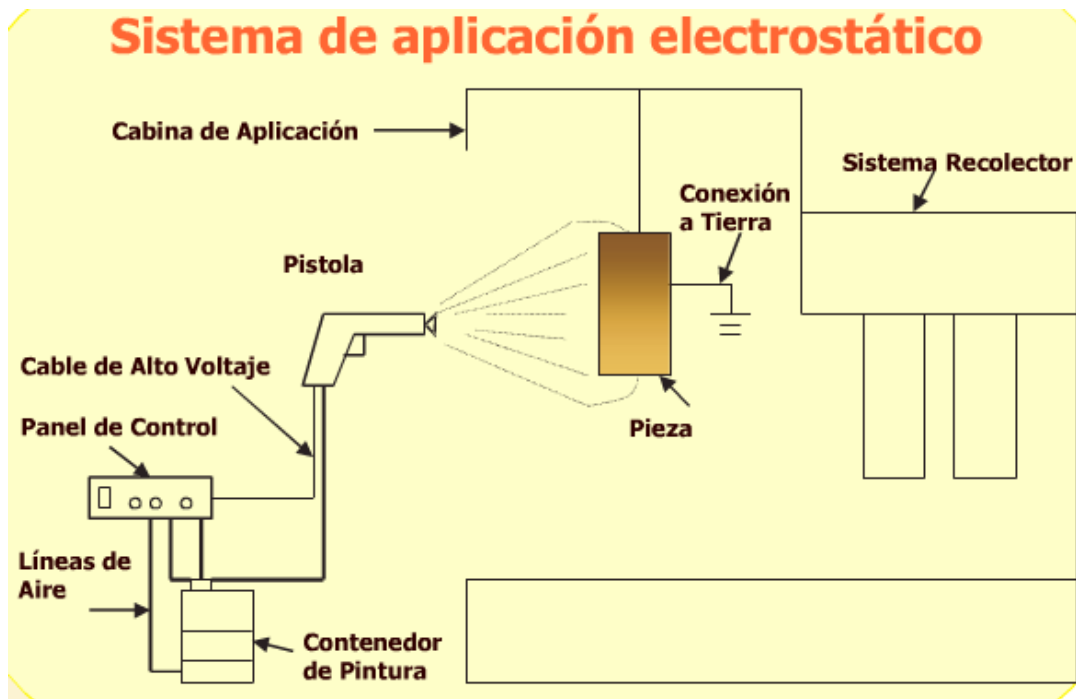 Sistema de aplicación electrostático
Cabina de Aplicación
Sistema Recolector
Conexión
a Tierra
Pistola
Cable de Alto Voltaje
Panel de Control
Pieza
Líneas de
Aire
Contenedor
de Pintura